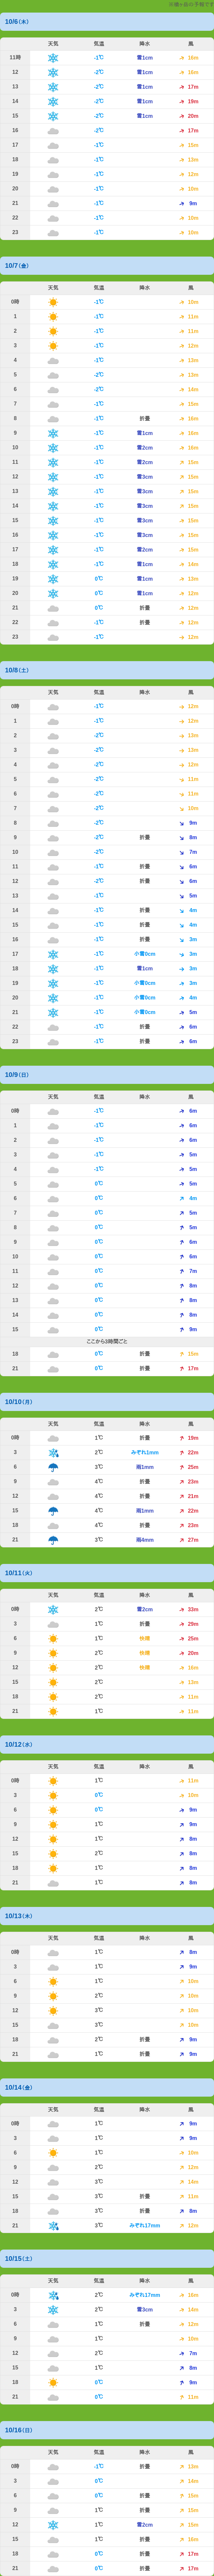 10/6(木)
天気 気温 降水 風
11時 -1℃ 雪1cm 16m
12 -2℃ 雪1cm 16m
13 -2℃ 雪1cm 17m
14 -2℃ 雪1cm 19m
15 -2℃ 雪1cm 20m
16 -2℃ 17m
17 -1℃ 15m
18 -1℃ 13m
19 -1℃ 12m
20 -1℃ 10m
21 -1℃ 9m
22 -1℃ 10m
23 -1℃ 10m
10/7(金)
天気 気温 降水 風
0時 -1℃ 10m
1 -1℃ 11m
2 -1℃ 11m
3 -1℃ 12m
4 -1℃ 13m
5 -2℃ 13m
6 -2℃ 14m
7 -1℃ 15m
8 -1℃ 折畳 16m
9 -1℃ 雪1cm 16m
10 -1℃ 雪2cm 16m
11 -1℃ 雪2cm 15m
12 -1℃ 雪3cm 15m
13 -1℃ 雪3cm 15m
14 -1℃ 雪3cm 15m
15 -1℃ 雪3cm 15m
16 -1℃ 雪3cm 15m
17 -1℃ 雪2cm 15m
18 -1℃ 雪1cm 14m
19 0℃ 雪1cm 13m
20 0℃ 雪1cm 12m
21 0℃ 折畳 12m
22 -1℃ 折畳 12m
23 -1℃ 12m
10/8(土)
天気 気温 降水 風
0時 -1℃ 12m
1 -1℃ 12m
2 -2℃ 13m
3 -2℃ 13m
4 -2℃ 12m
5 -2℃ 11m
6 -2℃ 11m
7 -2℃ 10m
8 -2℃ 9m
9 -2℃ 折畳 8m
10 -2℃ 7m
11 -1℃ 折畳 6m
12 -2℃ 折畳 6m
13 -1℃ 5m
14 -1℃ 折畳 4m
15 -1℃ 折畳 4m
16 -1℃ 折畳 3m
17 -1℃ 小雪0cm 3m
18 -1℃ 雪1cm 3m
19 -1℃ 小雪0cm 3m
20 -1℃ 小雪0cm 4m
21 -1℃ 小雪0cm 5m
22 -1℃ 折畳 6m
23 -1℃ 折畳 6m
10/9(日)
天気 気温 降水 風
0時 -1℃ 6m
1 -1℃ 6m
2 -1℃ 6m
3 -1℃ 5m
4 -1℃ 5m
5 0℃ 5m
6 0℃ 4m
7 0℃ 5m
8 0℃ 5m
9 0℃ 6m
10 0℃ 6m
11 0℃ 7m
12 0℃ 8m
13 0℃ 8m
14 0℃ 8m
15 0℃ 9m
ここから3時間ごと
18 0℃ 折畳 15m
21 0℃ 折畳 17m
10/10(月)
天気 気温 降水 風
0時 1℃ 折畳 19m
3 2℃ みぞれ1mm 22m
6 3℃ 雨1mm 25m
9 4℃ 折畳 23m
12 4℃ 折畳 21m
15 4℃ 雨1mm 22m
18 4℃ 折畳 23m
21 3℃ 雨4mm 27m
10/11(火)
天気 気温 降水 風
0時 2℃ 雪2cm 33m
3 1℃ 折畳 29m
6 1℃ 快晴 25m
9 2℃ 快晴 20m
12 2℃ 快晴 16m
15 2℃ 13m
18 2℃ 11m
21 1℃ 11m
10/12(水)
天気 気温 降水 風
0時 1℃ 11m
3 0℃ 10m
6 0℃ 9m
9 1℃ 9m
12 1℃ 8m
15 2℃ 8m
18 1℃ 8m
21 1℃ 8m
10/13(木)
天気 気温 降水 風
0時 1℃ 8m
3 1℃ 9m
6 1℃ 10m
9 2℃ 10m
12 3℃ 10m
15 3℃ 10m
18 2℃ 折畳 9m
21 1℃ 折畳 9m
10/14(金)
天気 気温 降水 風
0時 1℃ 9m
3 1℃ 9m
6 1℃ 10m
9 2℃ 12m
12 3℃ 14m
15 3℃ 折畳 11m
18 3℃ 折畳 8m
21 3℃ みぞれ17mm 12m
10/15(土)
天気 気温 降水 風
0時 2℃ みぞれ17mm 16m
3 2℃ 雪3cm 14m
6 1℃ 折畳 12m
9 1℃ 10m
12 2℃ 7m
15 1℃ 8m
18 0℃ 9m
21 0℃ 11m
10/16(日)
天気 気温 降水 風
0時 -1℃ 折畳 13m
3 0℃ 14m
6 0℃ 折畳 15m
9 1℃ 折畳 15m
12 1℃ 雪2cm 15m
15 1℃ 折畳 16m
18 0℃ 折畳 17m
21 0℃ 折畳 17m